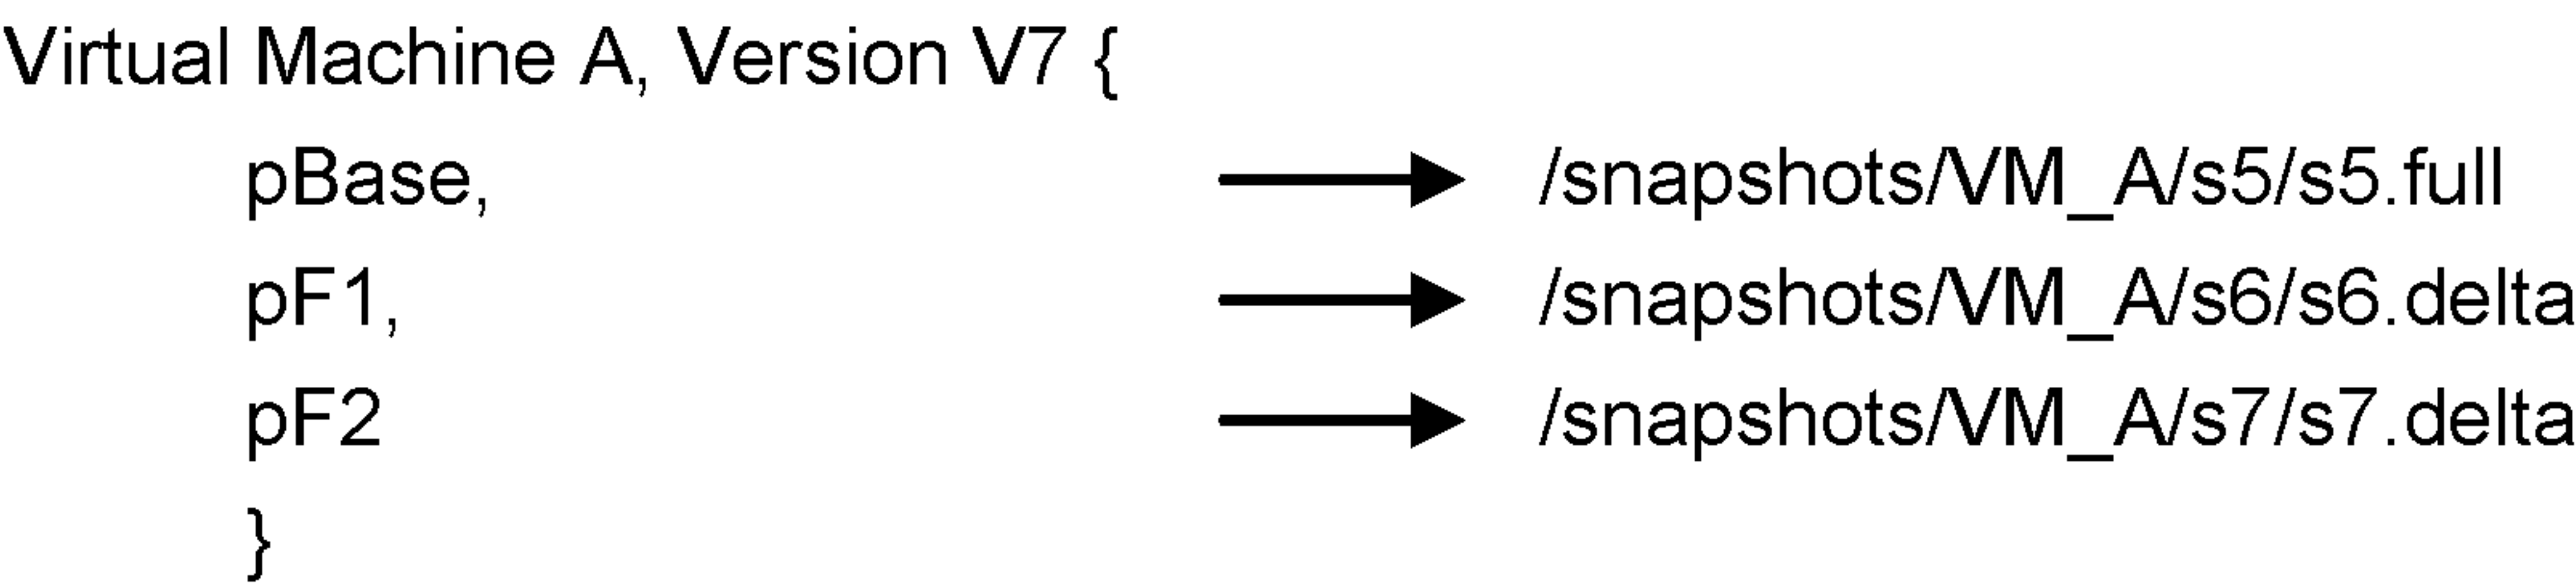 Virtual Machine A, Version V7 {
pBase, /snapshots/VM_A/s5/s5.full
pF1, /snapshots/VM_A/s6/s6.delta
pF2 /snapshots/VM_A/s7/s7.delta
}